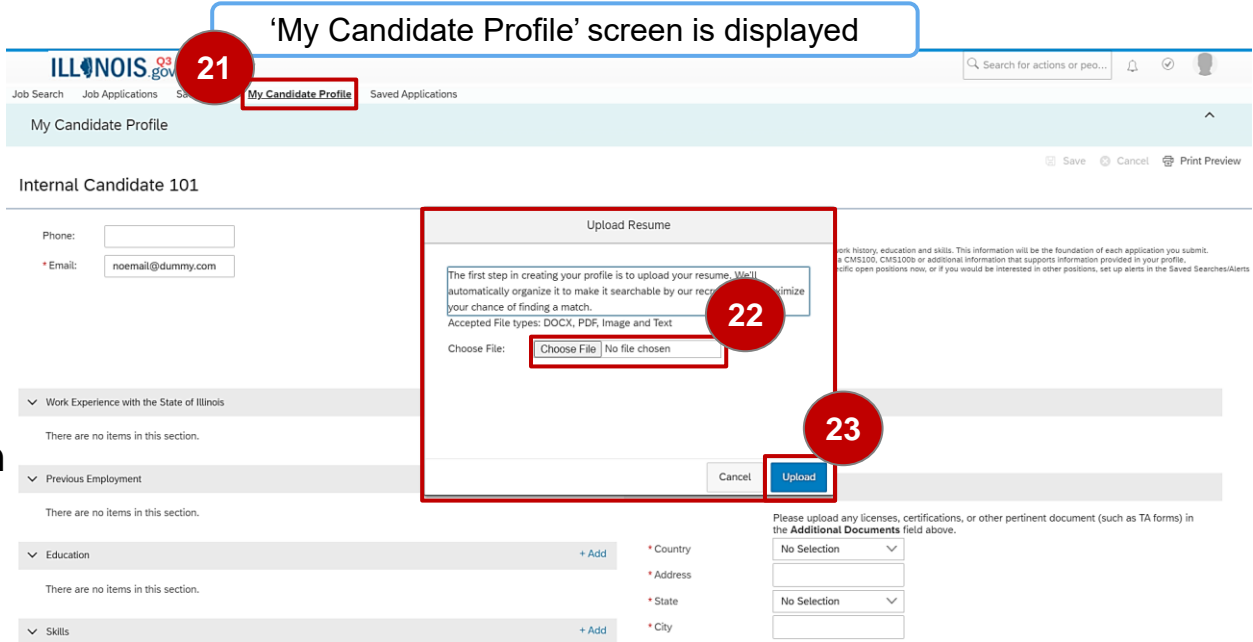 ‘My Candidate Profile’ screen is displayed
ILLINOIS.gov Q3
21
Search for actions or peo...
Job Search Job Applications Sa My Candidate Profile Saved Applications
My Candidate Profile
Save Cancel Print Preview
Internal Candidate 101
Phone:
* Email: noemail@dummy.com
ork history, education and skills. This information will be the foundation of each application you submit.
a CMS100, CMS100b or additional information that supports information provided in your profile,
cific open positions now, or if you would be interested in other positions, set up alerts in the Saved Searches/Alerts
Upload Resume
The first step in creating your profile is to upload your resume. We'll
automatically organize it to make it searchable by our recr ximize
your chance of finding a match.
Accepted File types: DOCX, PDF, Image and Text
22
Choose File: Choose File No file chosen
23
Cancel Upload
Work Experience with the State of Illinois
There are no items in this section.
n
Previous Employment
There are no items in this section.
Please upload any licenses, certifications, or other pertinent document (such as TA forms) in
the Additional Documents field above.
Education + Add
There are no items in this section.
Skills + Add
* Country No Selection
* Address
* State No Selection
* City